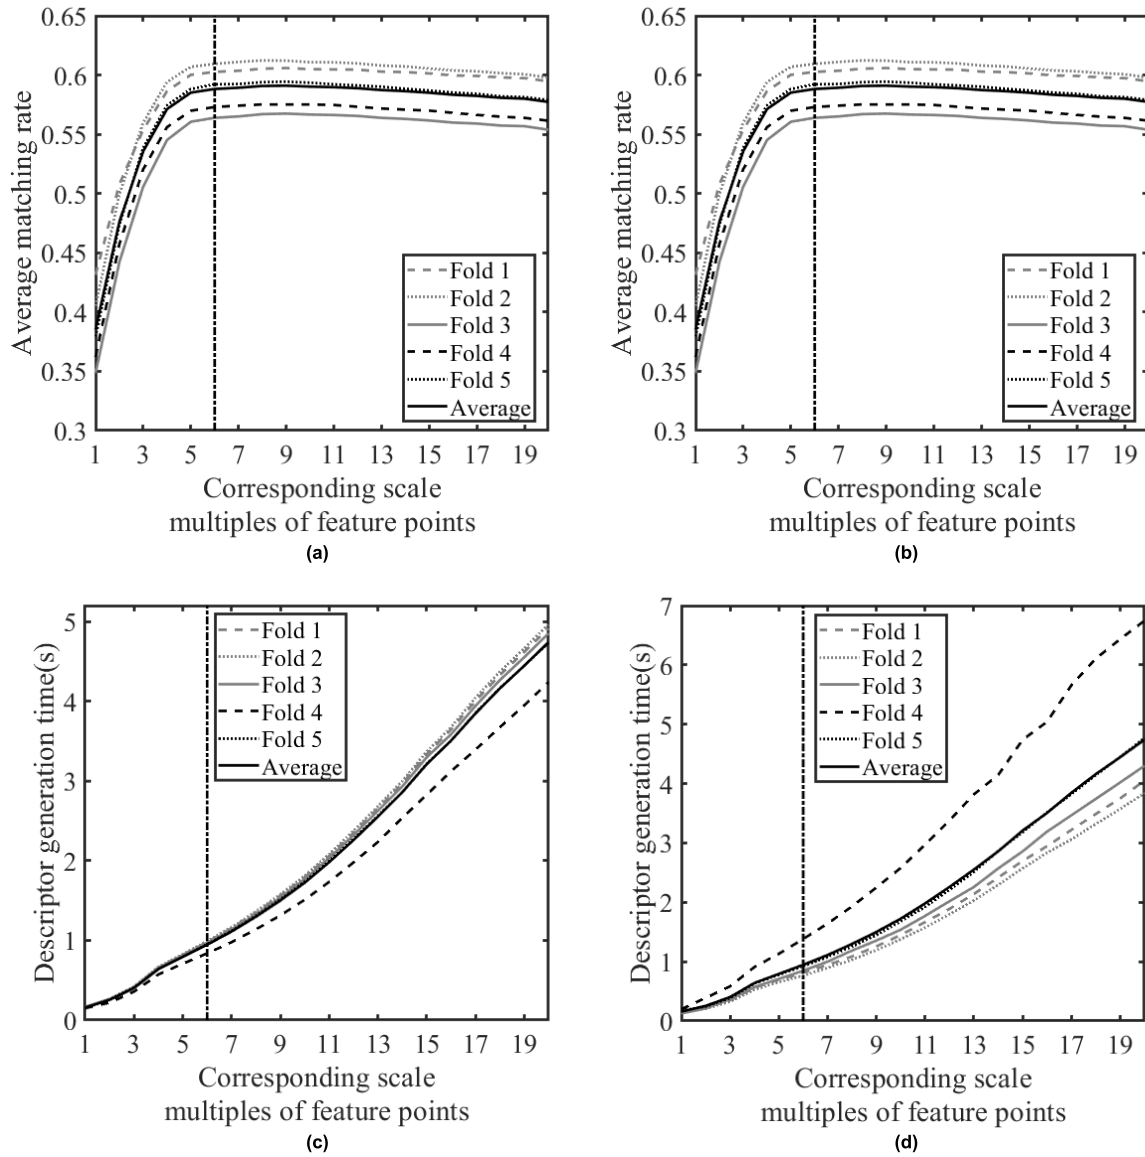 0.65
0.6
0.55
0.5
0.45
0.4
0.35
0.3
Average matching rate
Fold 1
Fold 2
Fold 3
Fold 4
Fold 5
Average
1 3 5 7 9 11 13 15 17 19
Corresponding scale
multiples of feature points
(a)
0.65
0.6
0.55
0.5
0.45
0.4
0.35
0.3
Average matching rate
Fold 1
Fold 2
Fold 3
Fold 4
Fold 5
Average
1 3 5 7 9 11 13 15 17 19
Corresponding scale
multiples of feature points
(b)
5
4
3
2
1
0
Descriptor generation time(s)
Fold 1
Fold 2
Fold 3
Fold 4
Fold 5
Average
1 3 5 7 9 11 13 15 17 19
Corresponding scale
multiples of feature points
(c)
7
6
5
4
3
2
1
0
Descriptor generation time(s)
Fold 1
Fold 2
Fold 3
Fold 4
Fold 5
Average
1 3 5 7 9 11 13 15 17 19
Corresponding scale
multiples of feature points
(d)